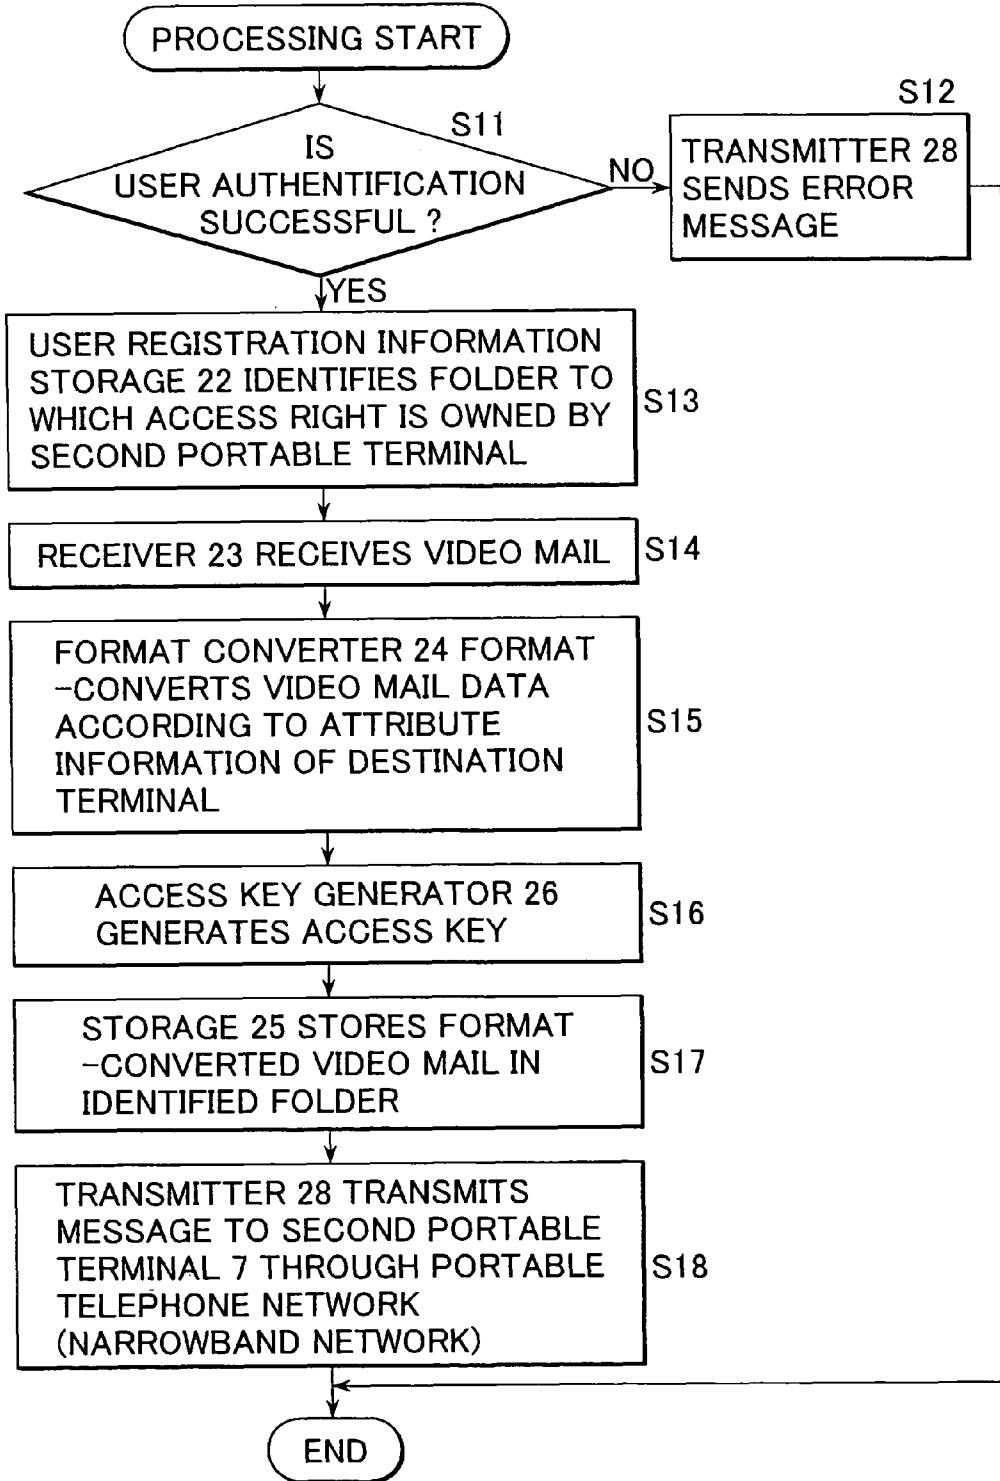 PROCESSING START
S11
IS
USER AUTHENTIFICATION
SUCCESSFUL ?
NO
S12
TRANSMITTER 28
SENDS ERROR
MESSAGE
YES
USER REGISTRATION INFORMATION
STORAGE 22 IDENTIFIES FOLDER TO
WHICH ACCESS RIGHT IS OWNED BY
SECOND PORTABLE TERMINAL
S13
RECEIVER 23 RECEIVES VIDEO MAIL
S14
FORMAT CONVERTER 24 FORMAT
-CONVERTS VIDEO MAIL DATA
ACCORDING TO ATTRIBUTE
INFORMATION OF DESTINATION
TERMINAL
S15
ACCESS KEY GENERATOR 26
GENERATES ACCESS KEY
S16
STORAGE 25 STORES FORMAT
-CONVERTED VIDEO MAIL IN
IDENTIFIED FOLDER
S17
TRANSMITTER 28 TRANSMITS
MESSAGE TO SECOND PORTABLE
TERMINAL 7 THROUGH PORTABLE
TELEPHONE NETWORK
(NARROWBAND NETWORK)
S18
END